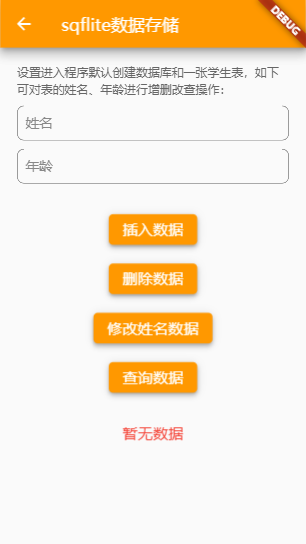 sqflite数据存储
DEBUG
设置进入程序默认创建数据库和一张学生表，如下
可对表的姓名、年龄进行增删改查操作：
姓名
年龄
插入数据
删除数据
修改姓名数据
查询数据
暂无数据